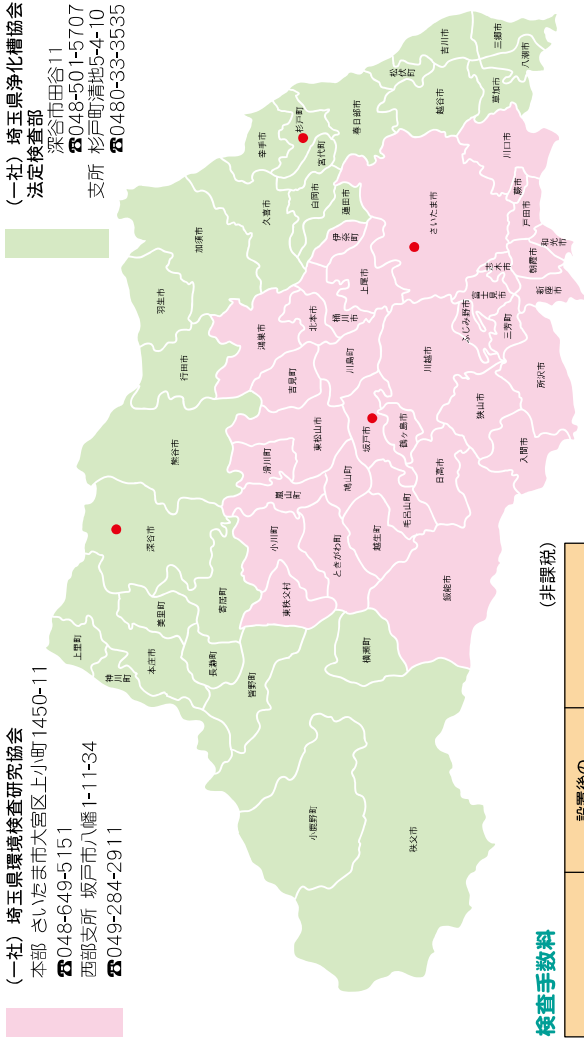 (一社) 埼玉県環境検査研究協会
本部 さいたま市大宮区上小町1450-11
☎048-649-5151
西部支所 坂戸市八幡1-11-34
☎049-284-2911
(一社) 埼玉県浄化槽協会
法定検査部
深谷市田谷11
☎048-501-5707
支所 杉戸町清地5-4-10
☎0480-33-3535
上里町
神川町
本庄市
美里町
深谷市
長瀞町
寄居町
皆野町
熊谷市
行田市
羽生市
加須市
小鹿野町
秩父市
横瀬町
東秩父村
小川町
嵐山町
滑川町
ときがわ町
鳩山町
東松山市
吉見町
鴻巣市
北本市
桶川市
久喜市
幸手市
杉戸町
宮代町
白岡市
蓮田市
伊奈町
上尾市
春日部市
松伏町
吉川市
越谷市
三郷市
八潮市
草加市
さいたま市
川島町
坂戸市
鶴ヶ島市
越生町
毛呂山町
日高市
飯能市
川越市
狭山市
入間市
所沢市
ふじみ野市
富士見市
三芳町
志木市
新座市
朝霞市
和光市
戸田市
蕨市
川口市
検査手数料
(非課税)
設置後の